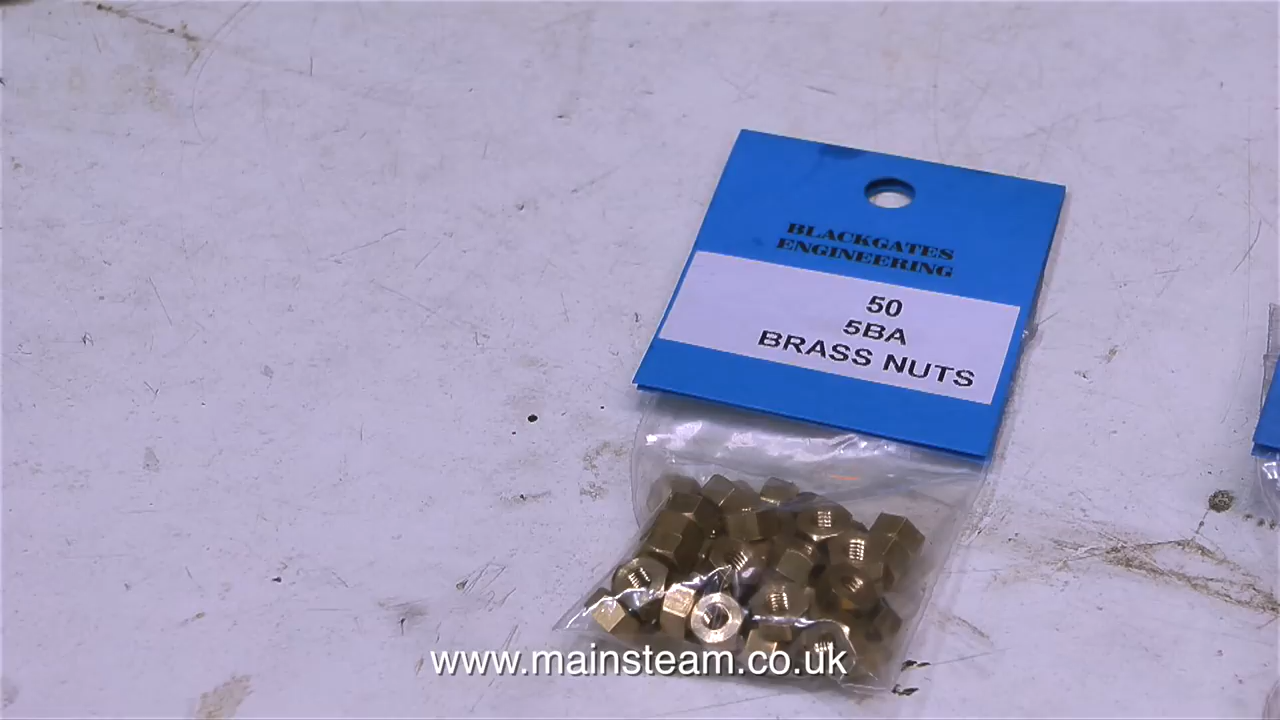 BLACKGATES
ENGINEERING
50
5BA
BRASS NUTS
www.mainsteam.co.uk